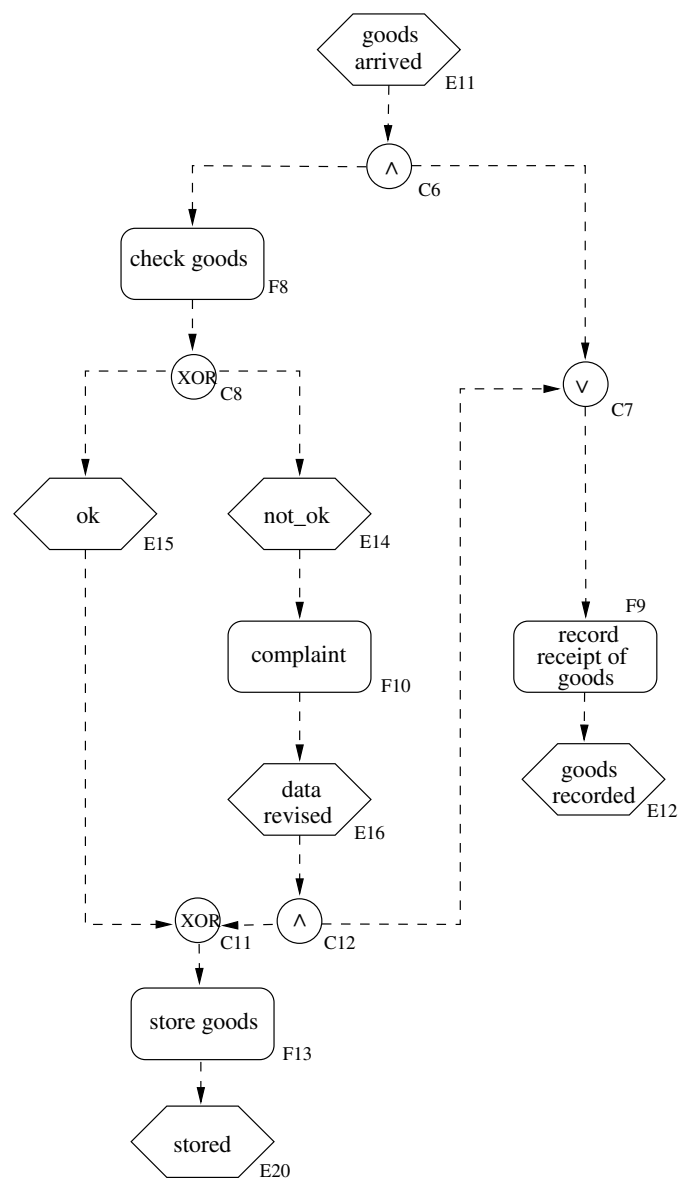 goods
arrived
E11
∧
C6
check goods
F8
XOR
C8
∨
C7
ok
E15
not_ok
E14
F9
record
receipt of
goods
complaint
F10
goods
recorded
E12
data
revised
E16
XOR
C11
∧
C12
store goods
F13
stored
E20